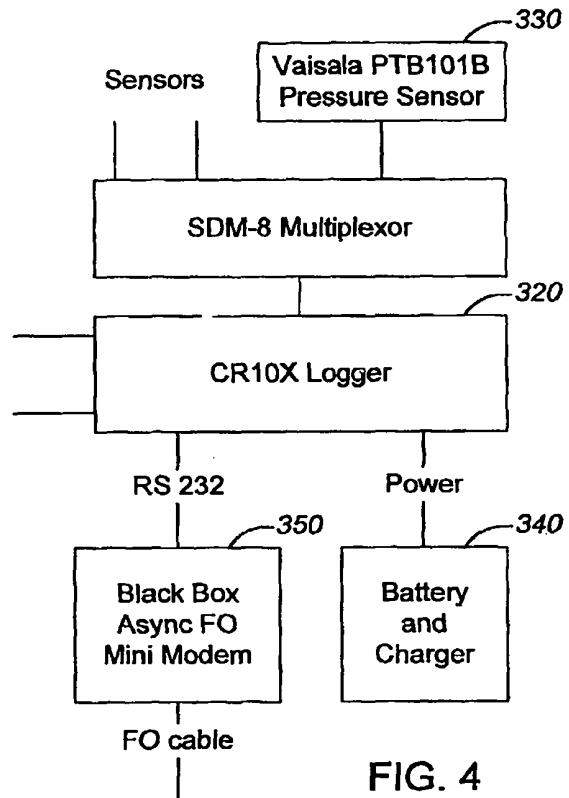 330
Sensors
Vaisala PTB101B
Pressure Sensor
SDM-8 Multiplexor
320
CR10X Logger
RS 232
Power
350
340
Black Box
Async FO
Mini Modem
Battery
and
Charger
FO cable
FIG. 4